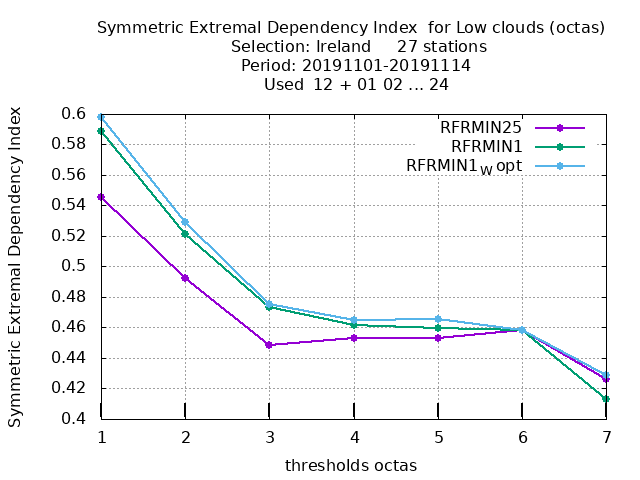 Symmetric Extremal Dependency Index  for Low clouds (octas)
Selection: Ireland     27 stations
Period: 20191101-20191114
Used  12 + 01 02 ... 24
Symmetric Extremal Dependency Index
0.6
0.58
0.56
0.54
0.52
0.5
0.48
0.46
0.44
0.42
0.4
RFRMIN25
RFRMIN1
RFRMIN1W opt
1 2 3 4 5 6 7
thresholds octas